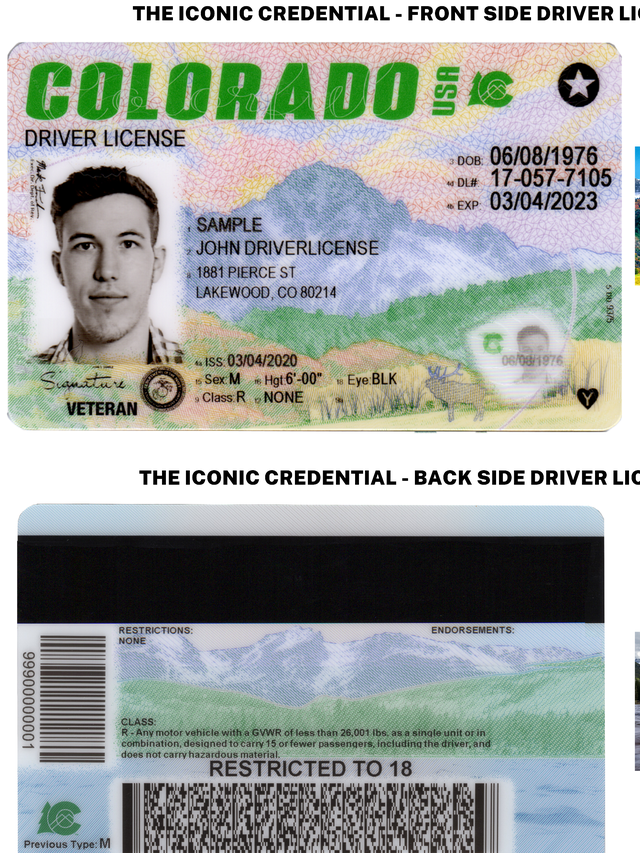 THE ICONIC CREDENTIAL - FRONT SIDE DRIVER LI
COLORADO USA
DRIVER LICENSE
3 DOB: 06/08/1976
4d DL# 17-057-7105
4b EXP 03/04/2023
1 SAMPLE
2 JOHN DRIVERLICENSE
8 1881 PIERCE ST
LAKEWOOD, CO 80214
06/08/1976
4a ISS: 03/04/2020
15 Sex: M 16 Hgt: 6'-00" 18 Eye: BLK
9 Class: R 12 NONE
Signature
VETERAN
Y
THE ICONIC CREDENTIAL - BACK SIDE DRIVER LIC
RESTRICTIONS: ENDORSEMENTS:
NONE
999000000001
CLASS:
R - Any motor vehicle with a GVWR of less than 26,001 lbs. as a single unit or in
combination, designed to carry 15 or fewer passengers, including the driver, and
does not carry hazardous material.
RESTRICTED TO 18
Previous Type: M